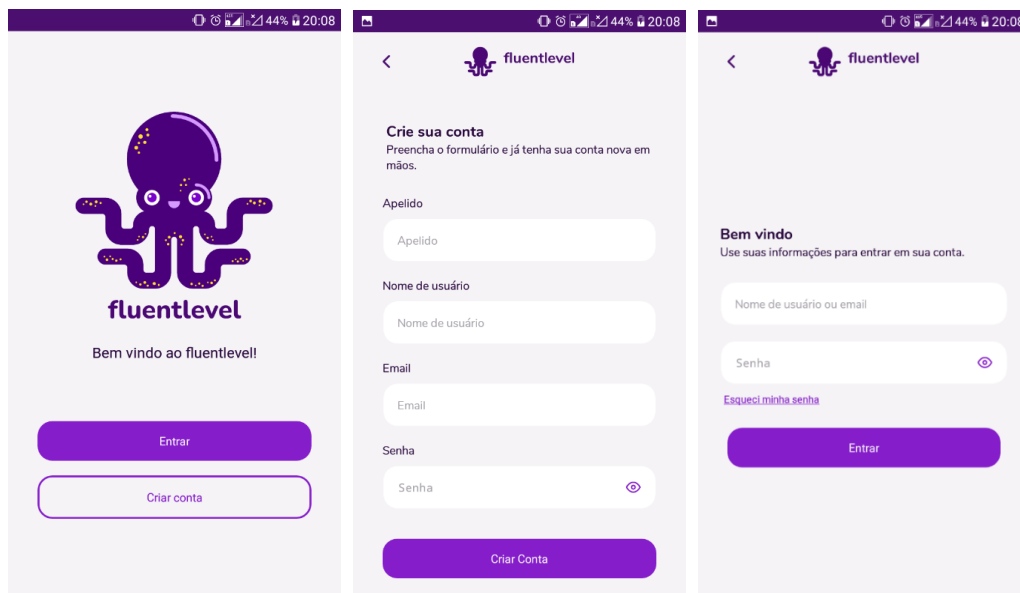 44% 20:08
fluentlevel
Bem vindo ao fluentlevel!
Entrar
Criar conta
44% 20:08
fluentlevel
Crie sua conta
Preencha o formulário e já tenha sua conta nova em
mãos.
Apelido
Apelido
Nome de usuário
Nome de usuário
Email
Email
Senha
Senha
Criar Conta
44% 20:08
fluentlevel
Bem vindo
Use suas informações para entrar em sua conta.
Nome de usuário ou email
Senha
Esqueci minha senha
Entrar